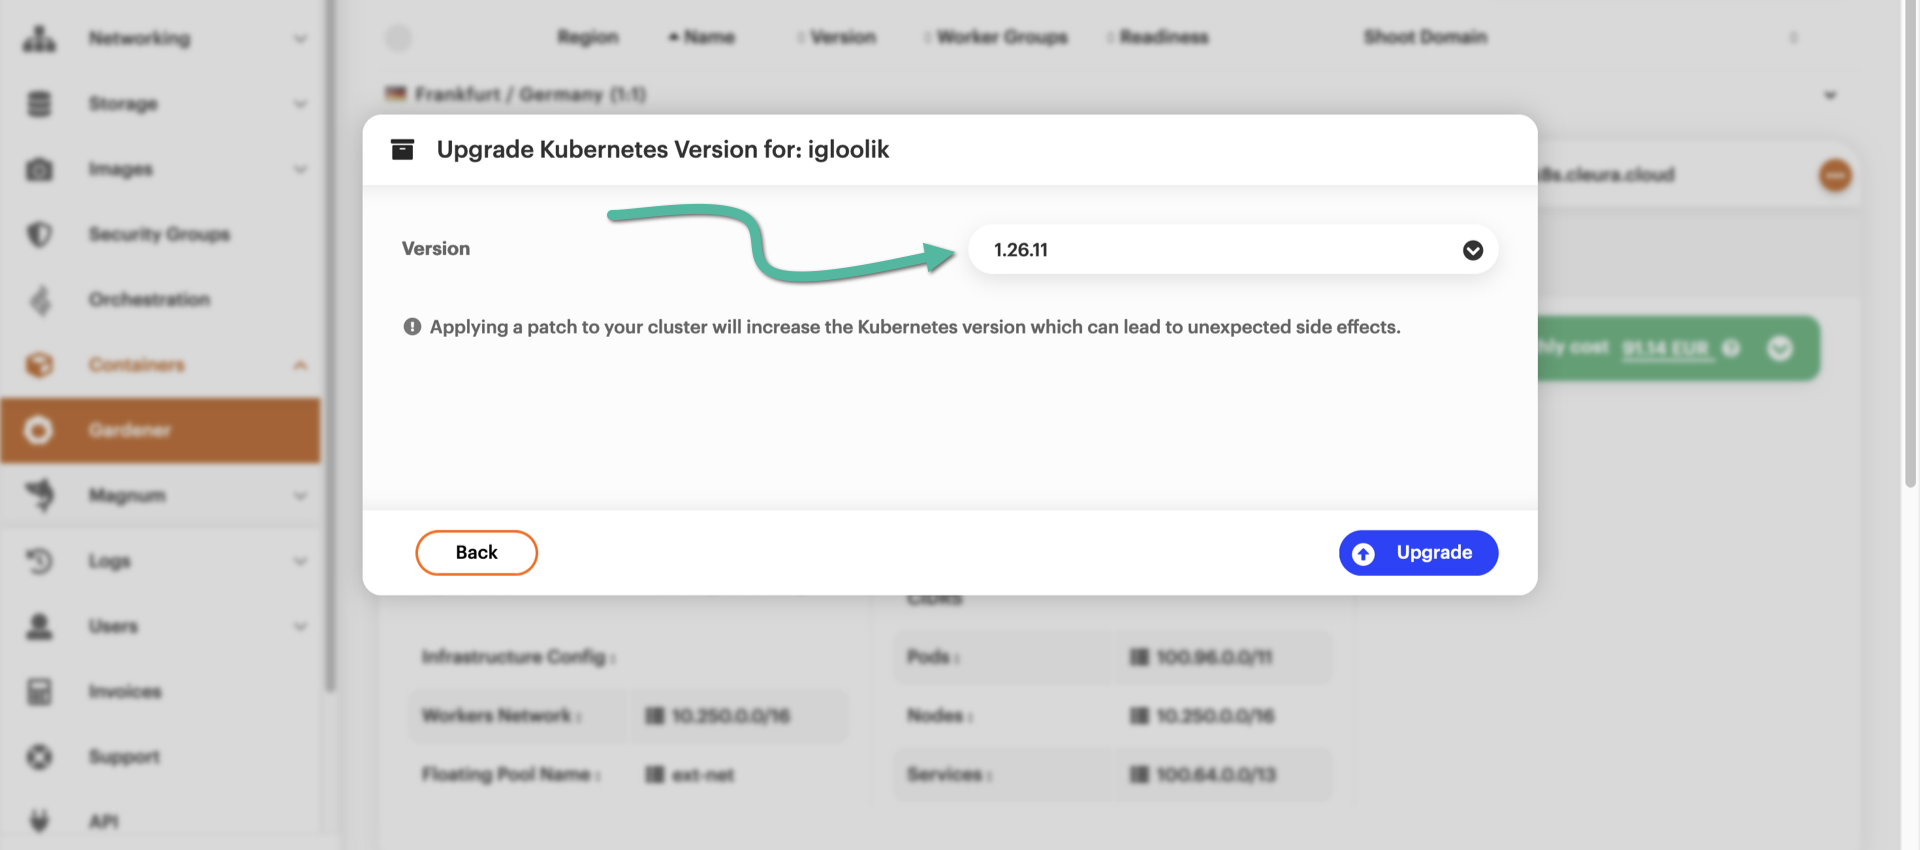 Networking
Storage
Images
Security Groups
Orchestration
Containers
Gardener
Magnum
Logs
Users
Invoices
Support
API
Region Name Version Worker Groups Readiness Shoot Domain
Frankfurt / Germany (1:1)
Upgrade Kubernetes Version for: igloolik
Version
1.26.11
Applying a patch to your cluster will increase the Kubernetes version which can lead to unexpected side effects.
Back
Upgrade
k8s.cleura.cloud
cost 91.14 EUR
Infrastructure Config :
Workers Network : 10.250.0.0/16
Floating Pool Name : ext-net
CIDRS
Pods : 100.96.0.0/11
Nodes : 10.250.0.0/16
Services : 100.64.0.0/13